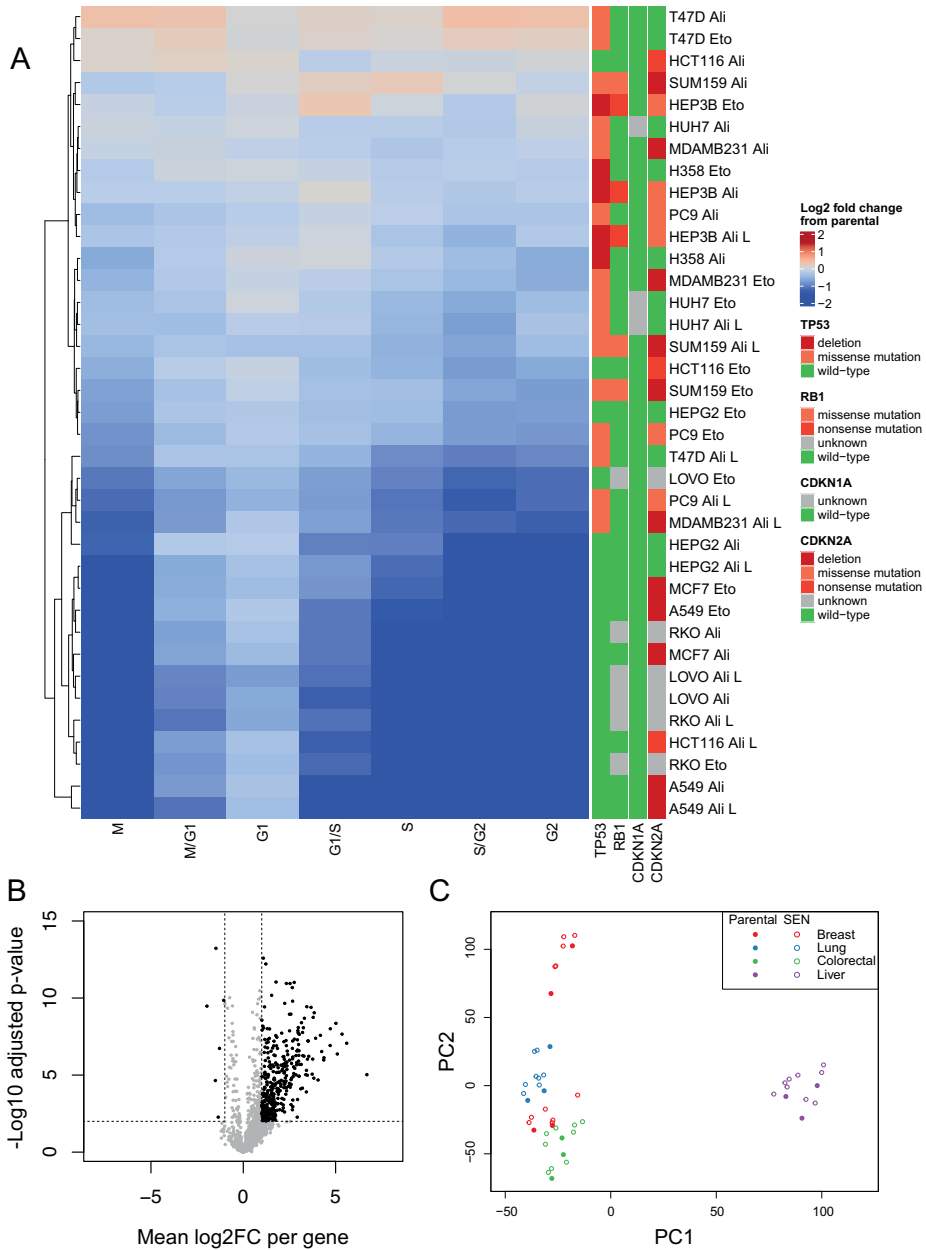 A
T47D Ali
T47D Eto
HCT116 Ali
SUM159 Ali
HEP3B Eto
HUH7 Ali
MDAMB231 Ali
H358 Eto
HEP3B Ali
PC9 Ali
HEP3B Ali L
H358 Ali
MDAMB231 Eto
HUH7 Eto
HUH7 Ali L
SUM159 Ali L
HCT116 Eto
SUM159 Eto
HEPG2 Eto
PC9 Eto
T47D Ali L
LOVO Eto
PC9 Ali L
MDAMB231 Ali L
HEPG2 Ali
HEPG2 Ali L
MCF7 Eto
A549 Eto
RKO Ali
MCF7 Ali
LOVO Ali L
LOVO Ali
RKO Ali L
HCT116 Ali L
RKO Eto
A549 Ali
A549 Ali L
M
M/G1
G1
G1/S
S
S/G2
G2
TP53
RB1
CDKN1A
CDKN2A
Log2 fold change
from parental
2
1
0
−1
−2
TP53
deletion
missense mutation
wild−type
RB1
missense mutation
nonsense mutation
unknown
wild−type
CDKN1A
unknown
wild−type
CDKN2A
deletion
missense mutation
nonsense mutation
unknown
wild−type
B
-Log10 adjusted p-value
15
10
5
0
−5
0
5
Mean log2FC per gene
C
PC2
100
50
0
−50
−50
0
50
100
PC1
Parental SEN
Breast
Lung
Colorectal
Liver